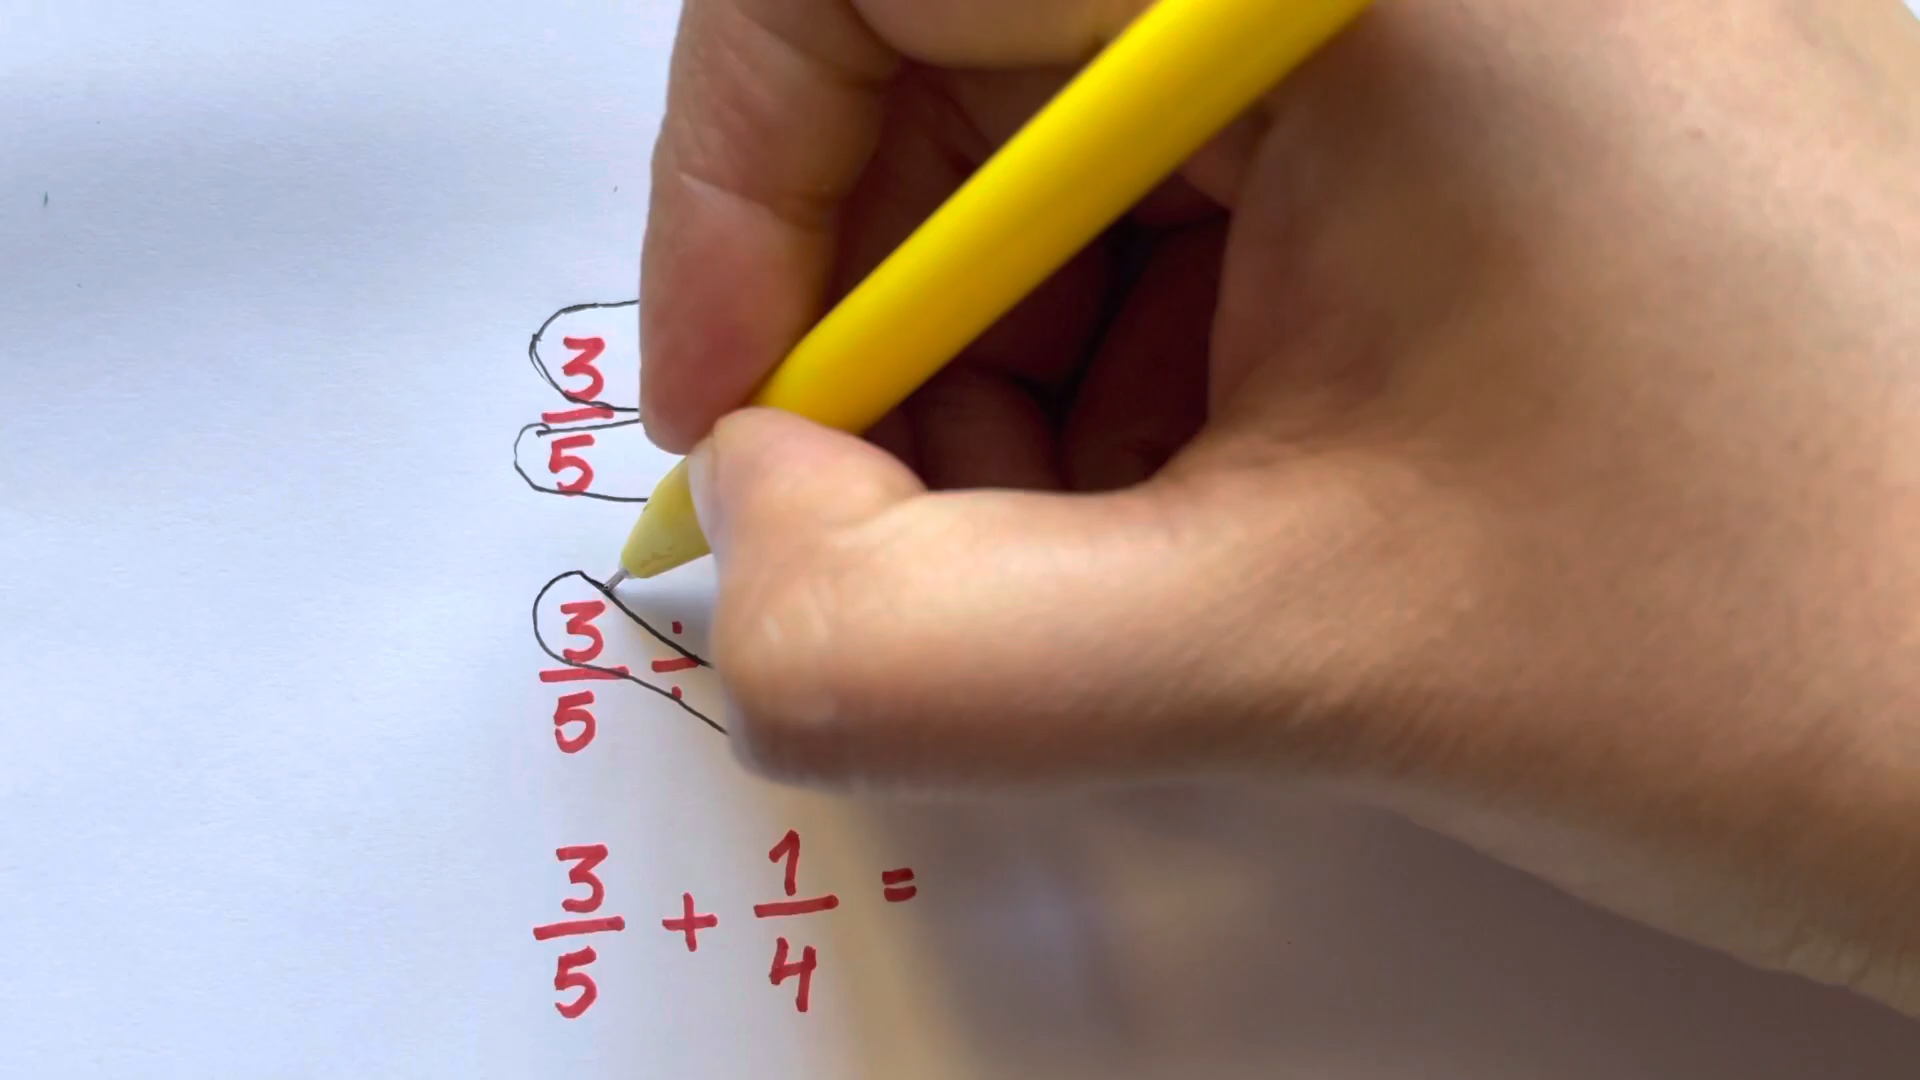 3/5
3/5 ÷
3/5 + 1/4 =